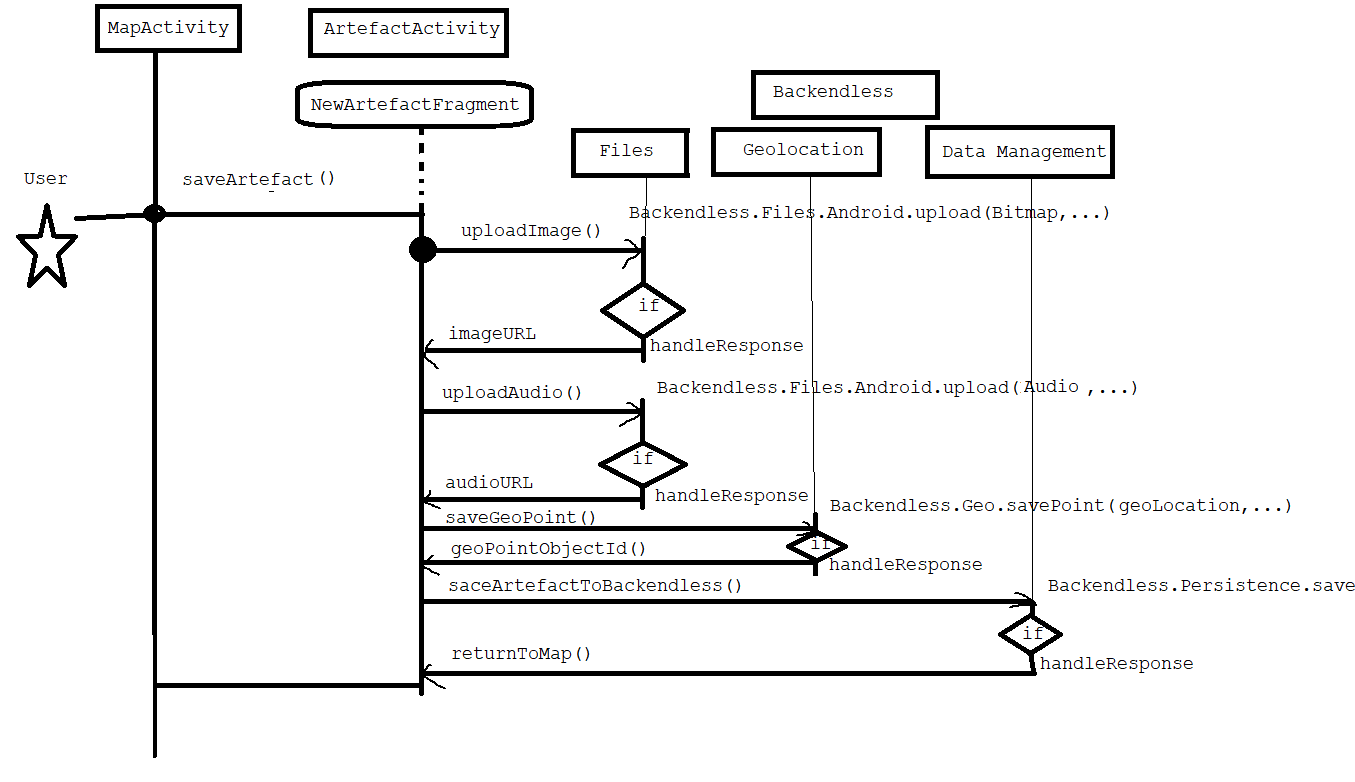 MapActivity
ArtefactActivity
NewArtefactFragment
Backendless
Files
Geolocation
Data Management
User
saveArtefact()
Backendless.Files.Android.upload(Bitmap,...)
uploadImage()
if
imageURL
handleResponse
uploadAudio()
Backendless.Files.Android.upload(Audio ,...)
if
audioURL
handleResponse
saveGeoPoint()
Backendless.Geo.savePoint(geoLocation,...)
if
geoPointObjectId()
handleResponse
saceArtefactToBackendless()
Backendless.Persistence.save
if
returnToMap()
handleResponse